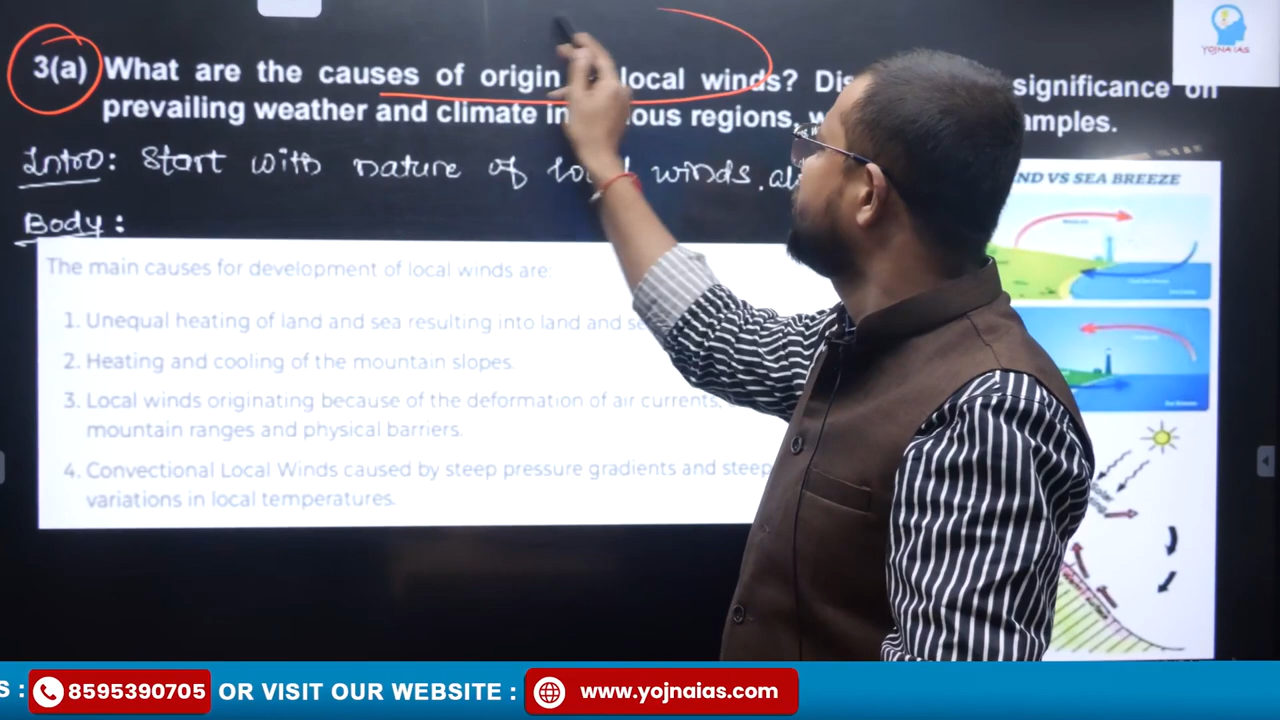 YOJNA IAS
3(a) What are the causes of origin local winds? significance on
prevailing weather and climate in regions, amples.
Intro: Start with nature of winds.
ND VS SEA BREEZE
Body:
The main causes for development of local winds are:
1. Unequal heating of land and sea resulting into land and
2. Heating and cooling of the mountain slopes.
3. Local winds originating because of the deformation of air currents,
mountain ranges and physical barriers.
4. Convectional Local Winds caused by steep pressure gradients and steep
variations in local temperatures.
S : 8595390705 OR VISIT OUR WEBSITE : www.yojnaias.com